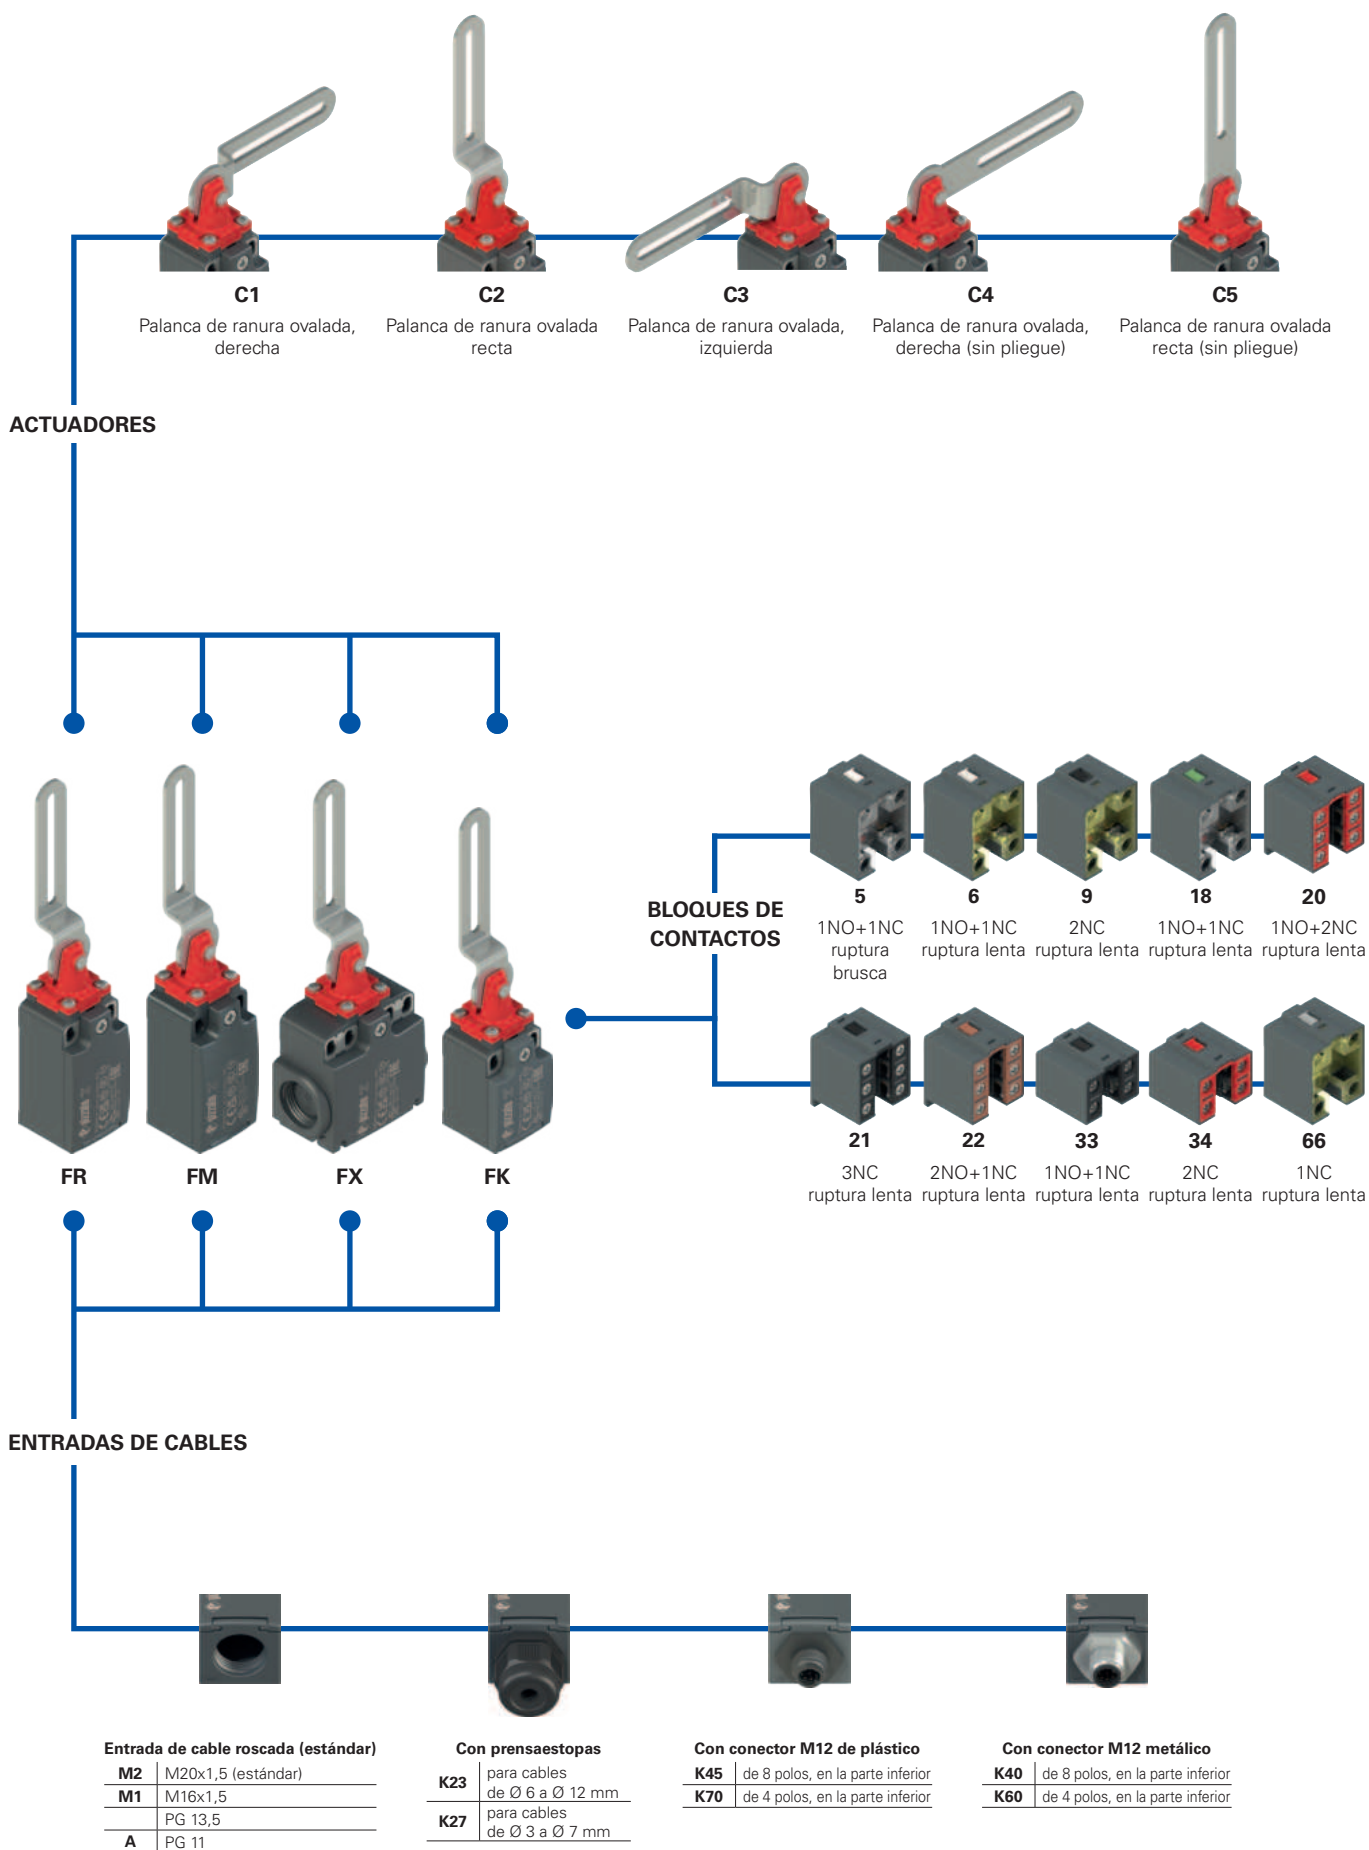 C1
Palanca de ranura ovalada,
derecha
C2
Palanca de ranura ovalada
recta
C3
Palanca de ranura ovalada,
izquierda
C4
Palanca de ranura ovalada,
derecha (sin pliegue)
C5
Palanca de ranura ovalada
recta (sin pliegue)
ACTUADORES
FR
FM
FX
FK
BLOQUES DE
CONTACTOS
5
1NO+1NC
ruptura
brusca
6
1NO+1NC
ruptura lenta
9
2NC
ruptura lenta
18
1NO+1NC
ruptura lenta
20
1NO+2NC
ruptura lenta
21
3NC
ruptura lenta
22
2NO+1NC
ruptura lenta
33
1NO+1NC
ruptura lenta
34
2NC
ruptura lenta
66
1NC
ruptura lenta
ENTRADAS DE CABLES
Entrada de cable roscada (estándar)
M2 M20x1,5 (estándar)
M1 M16x1,5
PG 13,5
A PG 11
Con prensaestopas
K23 para cables
de Ø 6 a Ø 12 mm
K27 para cables
de Ø 3 a Ø 7 mm
Con conector M12 de plástico
K45 de 8 polos, en la parte inferior
K70 de 4 polos, en la parte inferior
Con conector M12 metálico
K40 de 8 polos, en la parte inferior
K60 de 4 polos, en la parte inferior